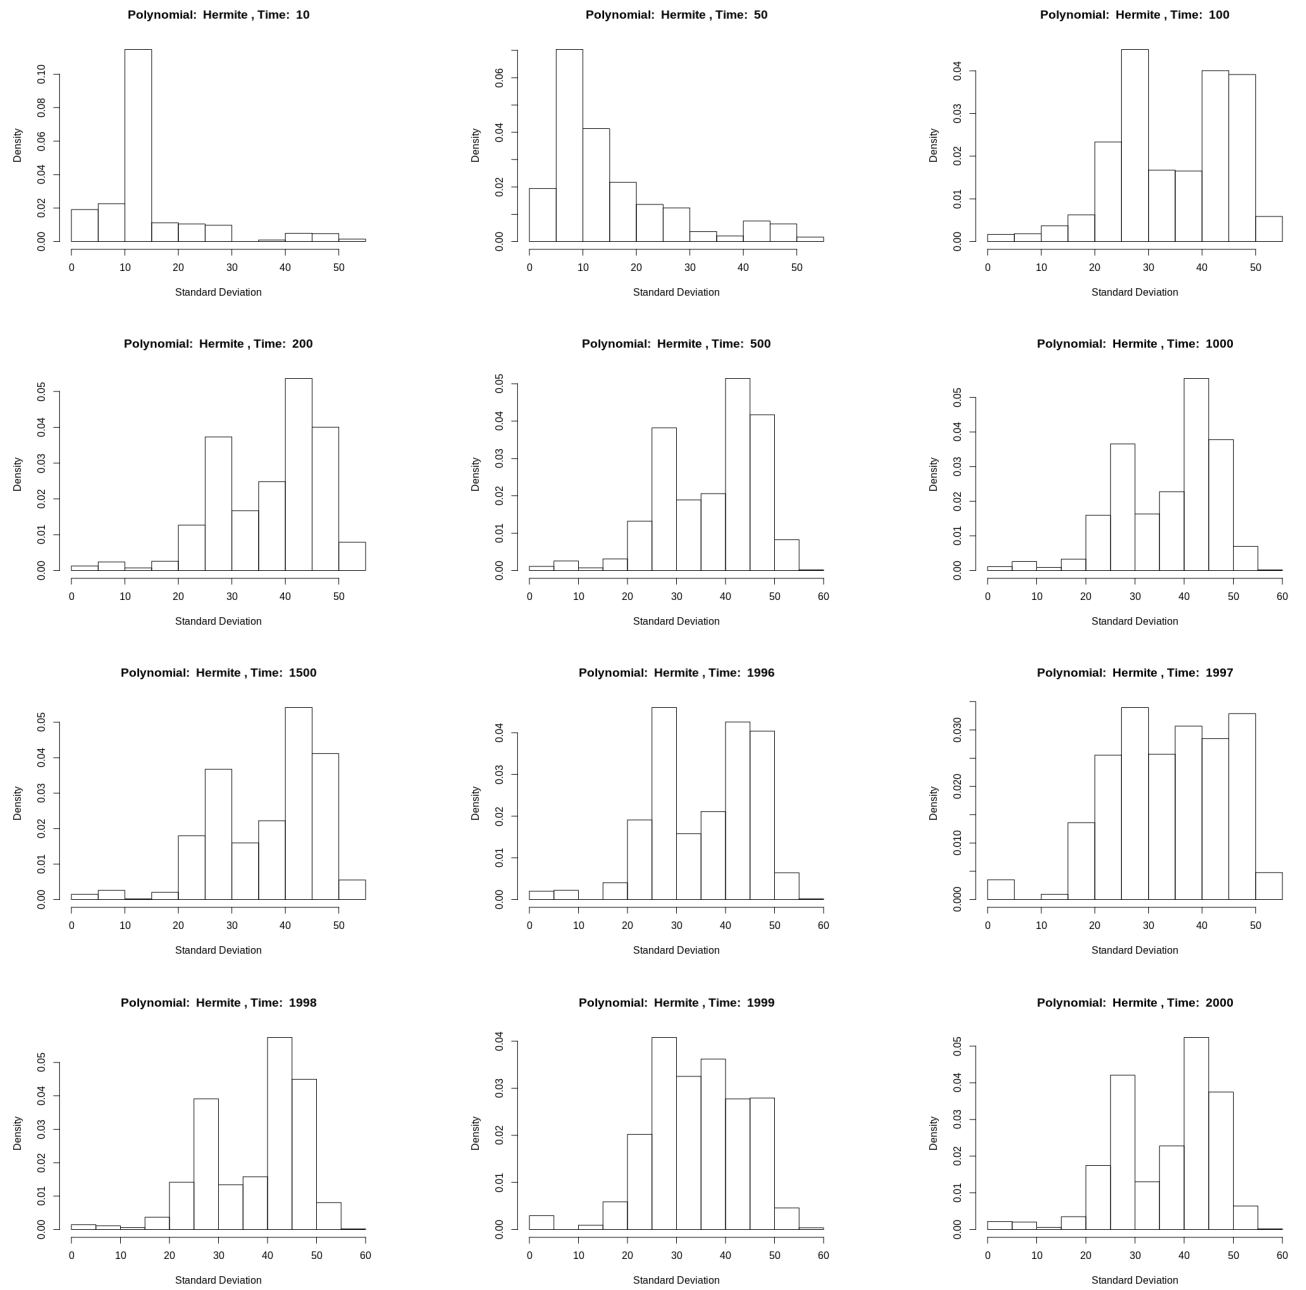 Polynomial:  Hermite , Time:  10
Density
0.00 0.02 0.04 0.06 0.08 0.10
0 10 20 30 40 50
Standard Deviation
Polynomial:  Hermite , Time:  50
Density
0.00 0.02 0.04 0.06
0 10 20 30 40 50
Standard Deviation
Polynomial:  Hermite , Time:  100
Density
0.00 0.01 0.02 0.03 0.04
0 10 20 30 40 50
Standard Deviation
Polynomial:  Hermite , Time:  200
Density
0.00 0.01 0.02 0.03 0.04 0.05
0 10 20 30 40 50
Standard Deviation
Polynomial:  Hermite , Time:  500
Density
0.00 0.01 0.02 0.03 0.04 0.05
0 10 20 30 40 50 60
Standard Deviation
Polynomial:  Hermite , Time:  1000
Density
0.00 0.01 0.02 0.03 0.04 0.05
0 10 20 30 40 50 60
Standard Deviation
Polynomial:  Hermite , Time:  1500
Density
0.00 0.01 0.02 0.03 0.04 0.05
0 10 20 30 40 50
Standard Deviation
Polynomial:  Hermite , Time:  1996
Density
0.00 0.01 0.02 0.03 0.04
0 10 20 30 40 50 60
Standard Deviation
Polynomial:  Hermite , Time:  1997
Density
0.000 0.010 0.020 0.030
0 10 20 30 40 50
Standard Deviation
Polynomial:  Hermite , Time:  1998
Density
0.00 0.01 0.02 0.03 0.04 0.05
0 10 20 30 40 50 60
Standard Deviation
Polynomial:  Hermite , Time:  1999
Density
0.00 0.01 0.02 0.03 0.04
0 10 20 30 40 50 60
Standard Deviation
Polynomial:  Hermite , Time:  2000
Density
0.00 0.01 0.02 0.03 0.04 0.05
0 10 20 30 40 50 60
Standard Deviation